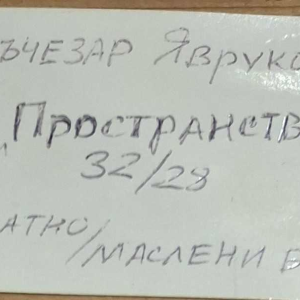 ЪЧЕЗАР ЯВРУКО
ПРОСТРАНСТВ
32/28
АТНО/МАСЛЕНИ Б